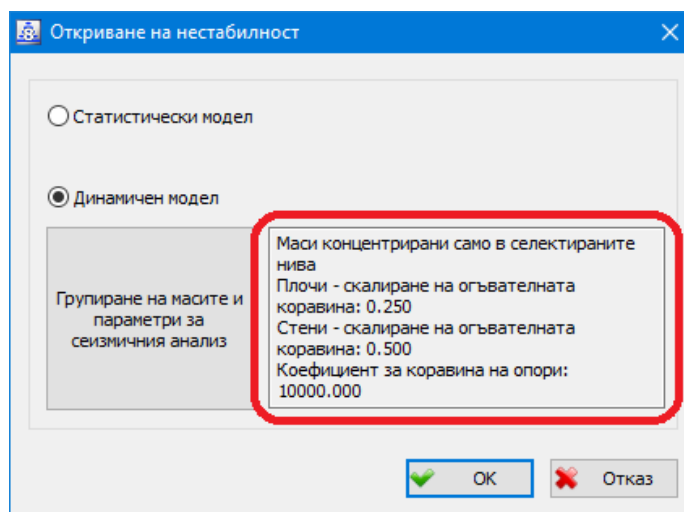 Откриване на нестабилност
Статистически модел
Динамичен модел
Групиране на масите и
параметри за
сеизмичния анализ
Маси концентрирани само в селектираните
нива
Плочи - скалиране на огъвателната
коравина: 0.250
Стени - скалиране на огъвателната
коравина: 0.500
Коефициент за коравина на опори:
10000.000
OK
Отказ